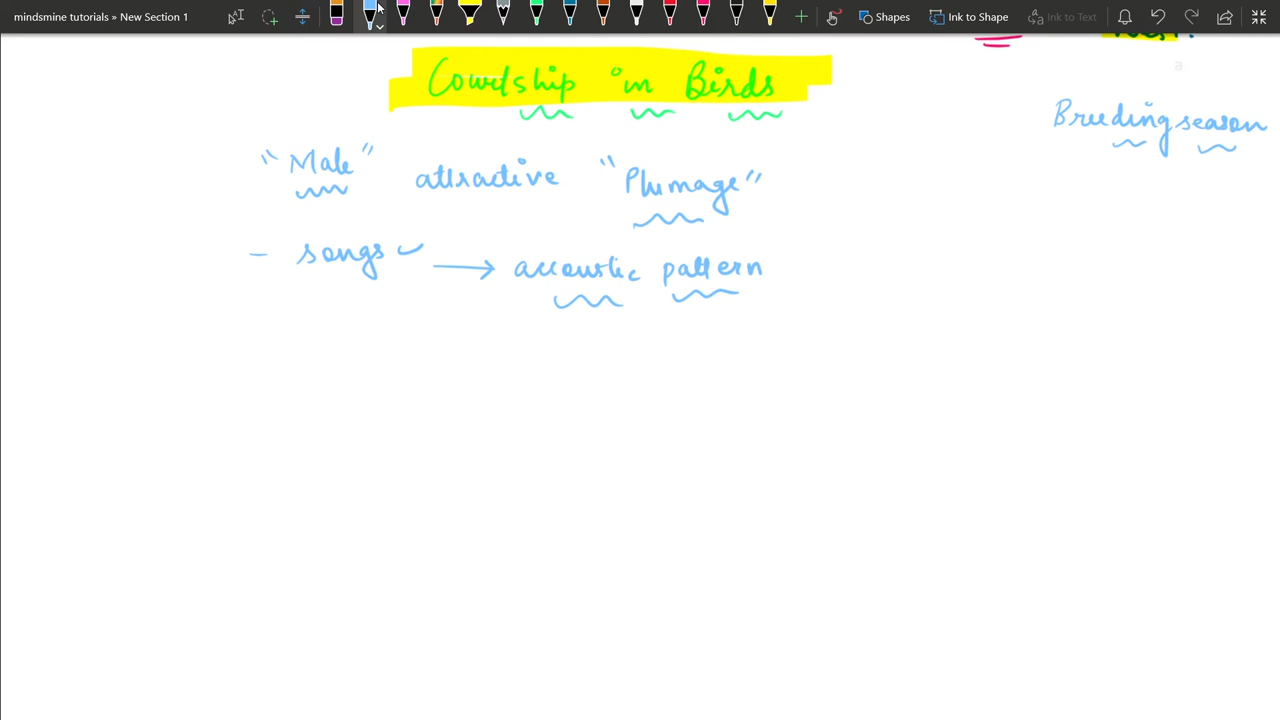 mindsmine tutorials » New Section 1
Shapes
Ink to Shape
Ink to Text
Courtship in Birds
Breeding season
"Male" attractive "Plumage"
- songs → accoustic pattern